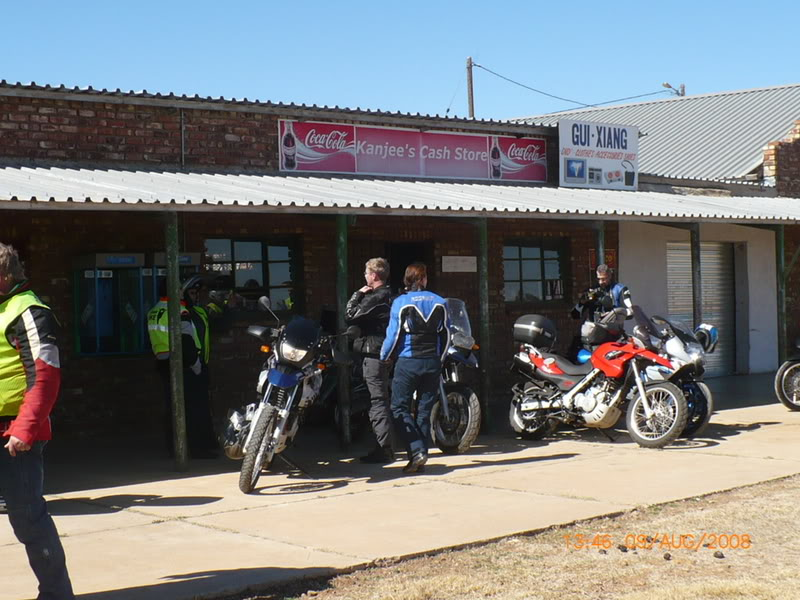 Coca-Cola
Kanjee's Cash Store
Coca-Cola
GUI·XIANG
13:46 09/AUG/2008